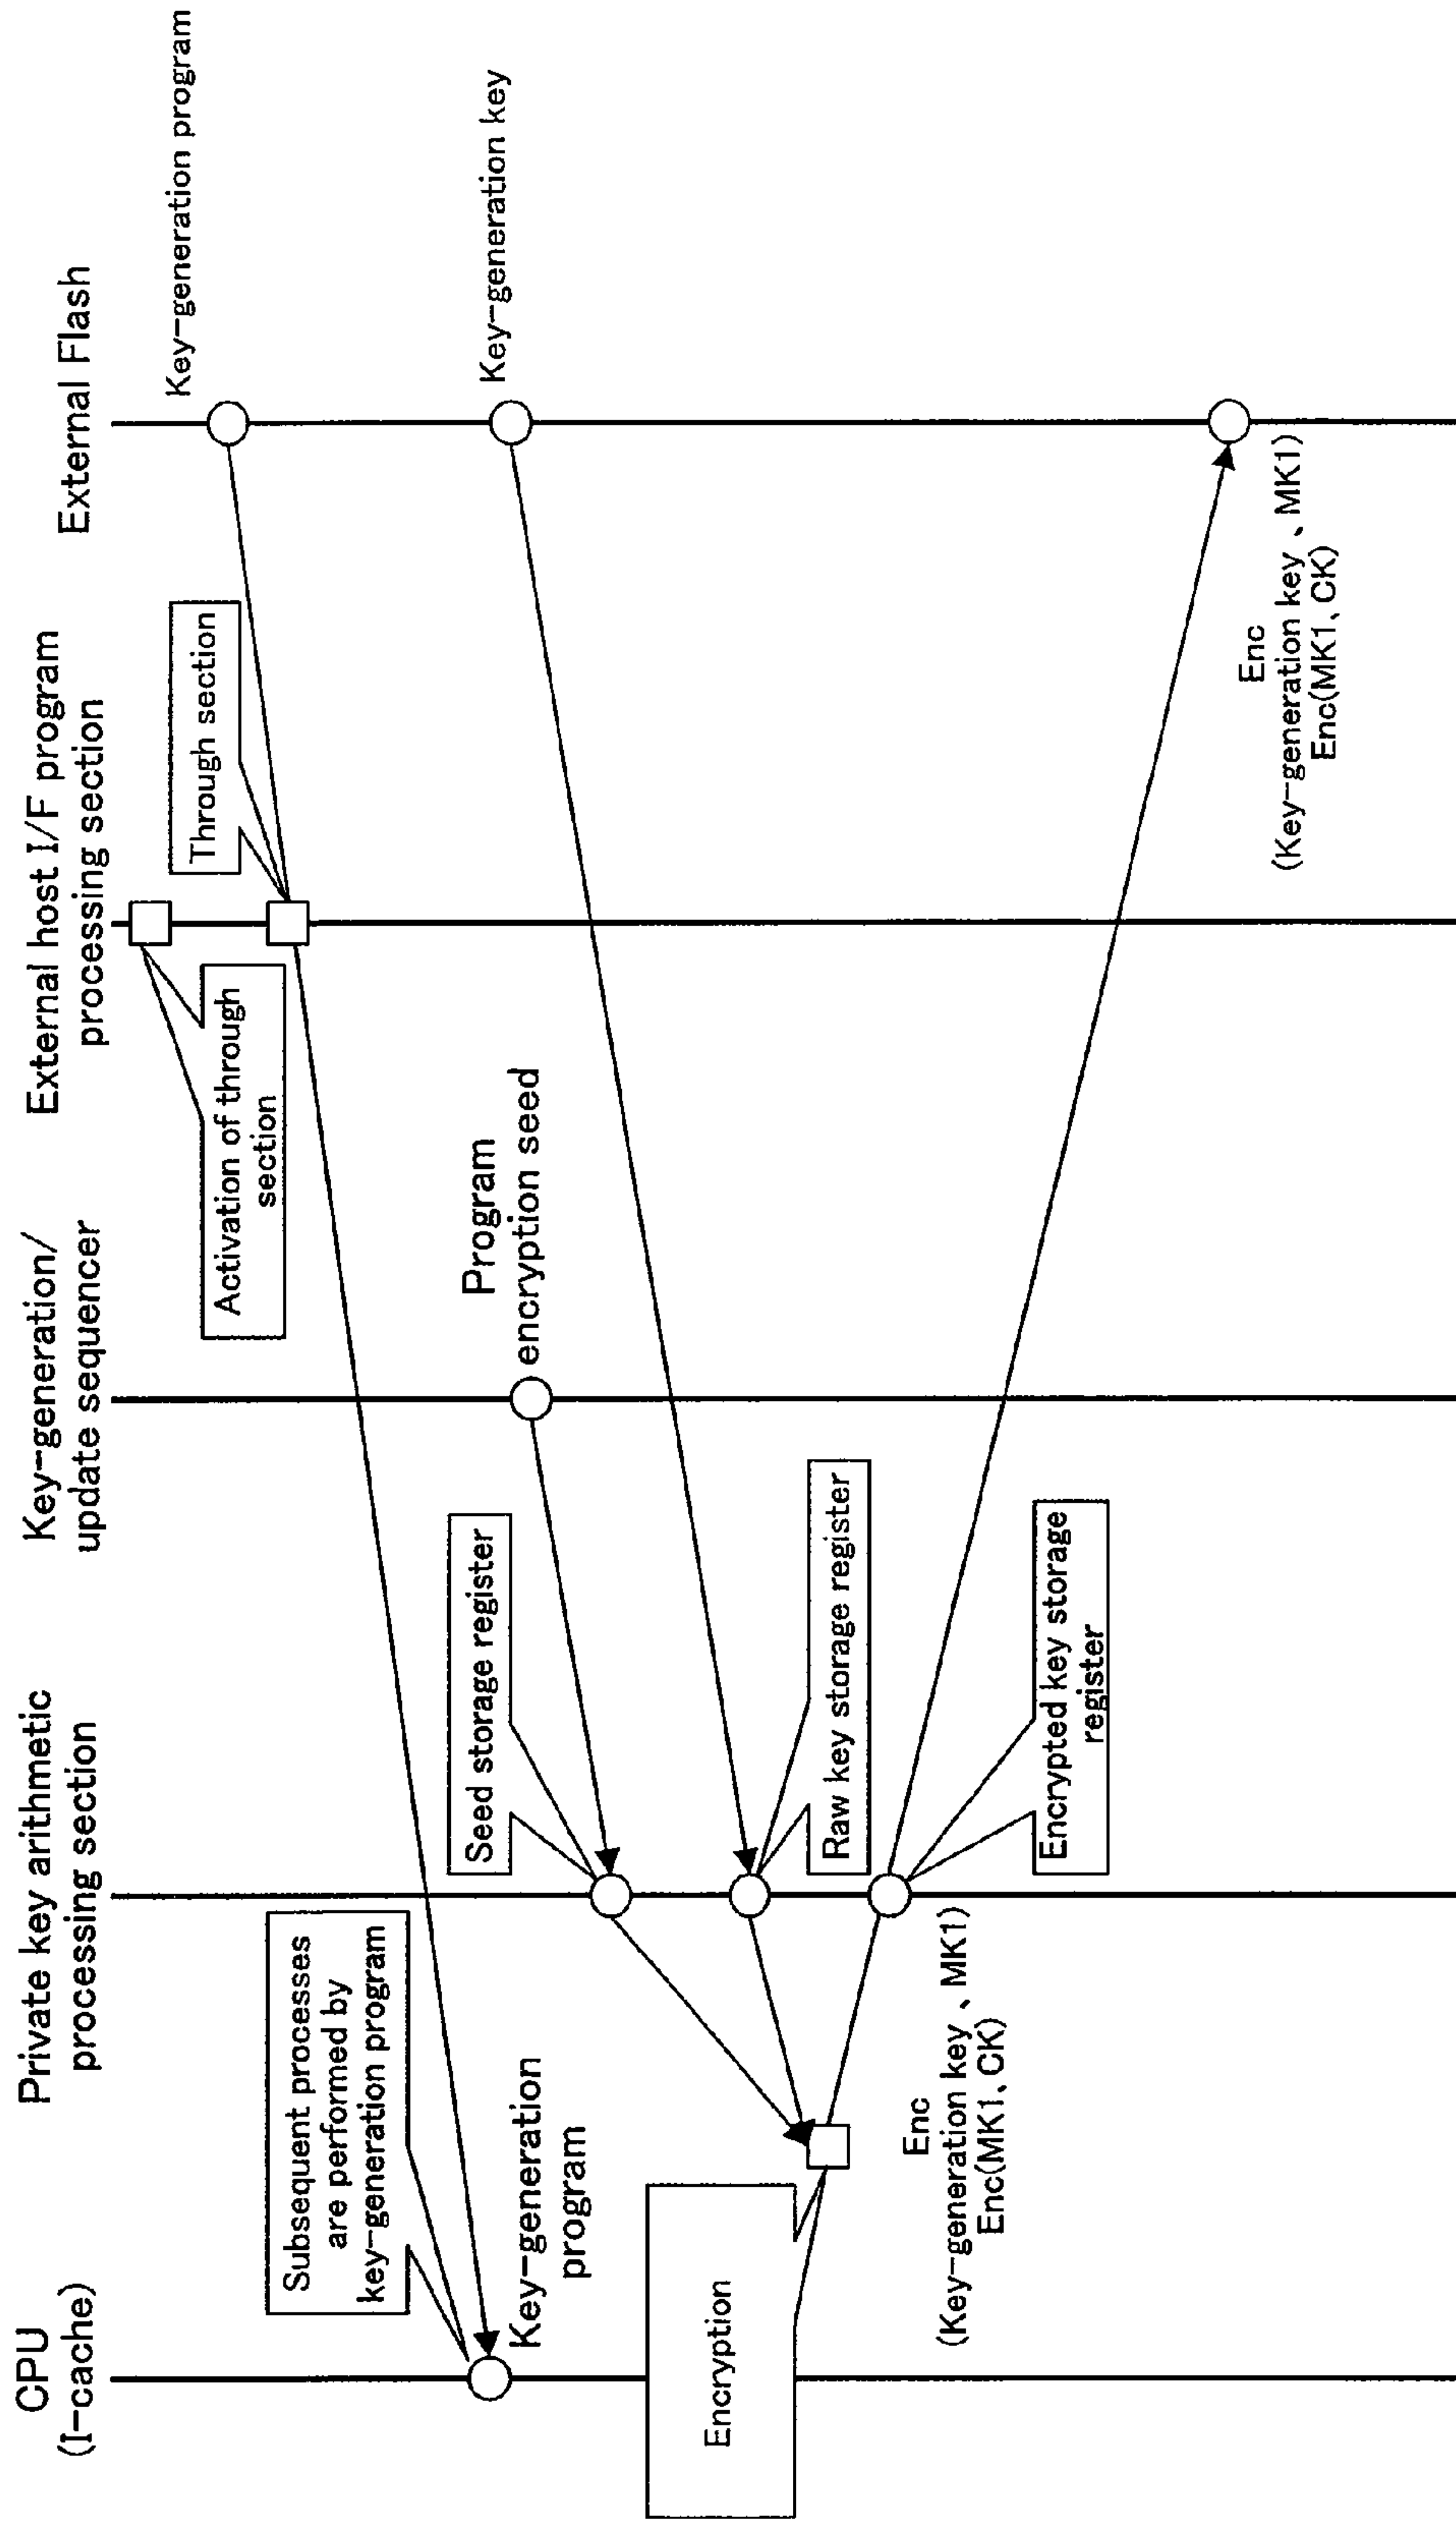 CPU
(I-cache)
Private key arithmetic
processing section
Key-generation/
update sequencer
External host I/F program
processing section
External Flash
Key-generation program
Activation of through
section
Through section
Subsequent processes
are performed by
key-generation program
Key-generation
program
Program
encryption seed
Key-generation key
Seed storage register
Raw key storage register
Encryption
Encrypted key storage
register
Enc
(Key-generation key 、MK1)
Enc(MK1、CK)
Enc
(Key-generation key 、MK1)
Enc(MK1、CK)